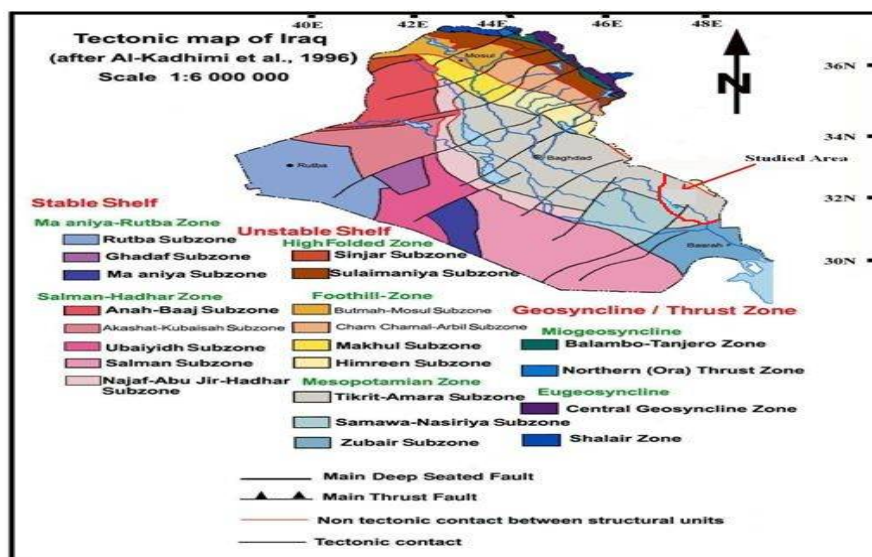 40E 42E 44E 46E 48E
Tectonic map of Iraq
(after Al-Kadhimi et al., 1996)
Scale 1:6 000 000
Mosul
36N
N
34N
Baghdad
Rutba
Studied Area
32N
Basrah
30N
Stable Shelf
Ma aniya-Rutba Zone
Rutba Subzone
Ghadaf Subzone
Ma aniya Subzone
Salman-Hadhar Zone
Anah-Baaj Subzone
Akashat-Kubaisah Subzone
Ubaiyidh Subzone
Salman Subzone
Najaf-Abu Jir-Hadhar
Subzone
Unstable Shelf
High Folded Zone
Sinjar Subzone
Sulaimaniya Subzone
Foothill-Zone
Butmah-Mosul Subzone
Cham Chamal-Arbil Subzone
Makhul Subzone
Himreen Subzone
Mesopotamian Zone
Tikrit-Amara Subzone
Samawa-Nasiriya Subzone
Zubair Subzone
Geosyncline / Thrust Zone
Miogeosyncline
Balambo-Tanjero Zone
Northern (Ora) Thrust Zone
Eugeosyncline
Central Geosyncline Zone
Shalair Zone
Main Deep Seated Fault
Main Thrust Fault
Non tectonic contact between structural units
Tectonic contact